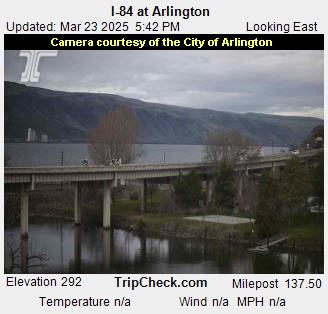 I-84 at Arlington
Updated: Mar 23 2025 5:42 PM Looking East
Camera courtesy of the City of Arlington
Elevation 292 TripCheck.com Milepost 137.50
Temperature n/a Wind n/a MPH n/a